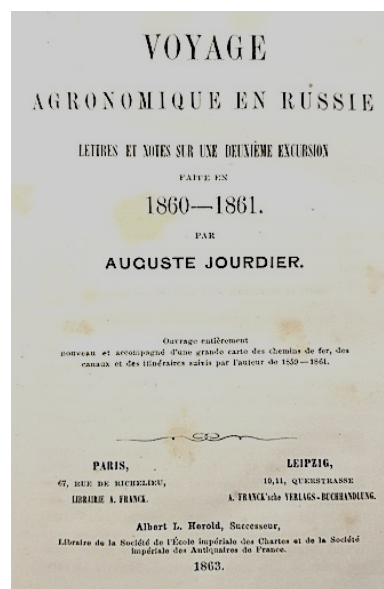 VOYAGE
AGRONOMIQUE EN RUSSIE
LETTRES ET NOTES SUR UNE DEUXIÈME EXCURSION
FAITE EN
1860—1861.
PAR
AUGUSTE JOURDIER.
Ouvrage entièrement
nouveau et accompagné d'une grande carte des chemins de fer, des
canaux et des itinéraires suivis par l'auteur de 1859—1861.
PARIS,
67, RUE DE RICHELIEU,
LIBRAIRIE A. FRANCK.
LEIPZIG,
10,11, QUERSTRASSE
A. FRANCK'sche VERLAGS-BUCHHANDLUNG.
Albert L. Herold, Successeur,
Libraire de la Société de l'École impériale des Chartes et de la Société
impériale des Antiquaires de France.
1863.